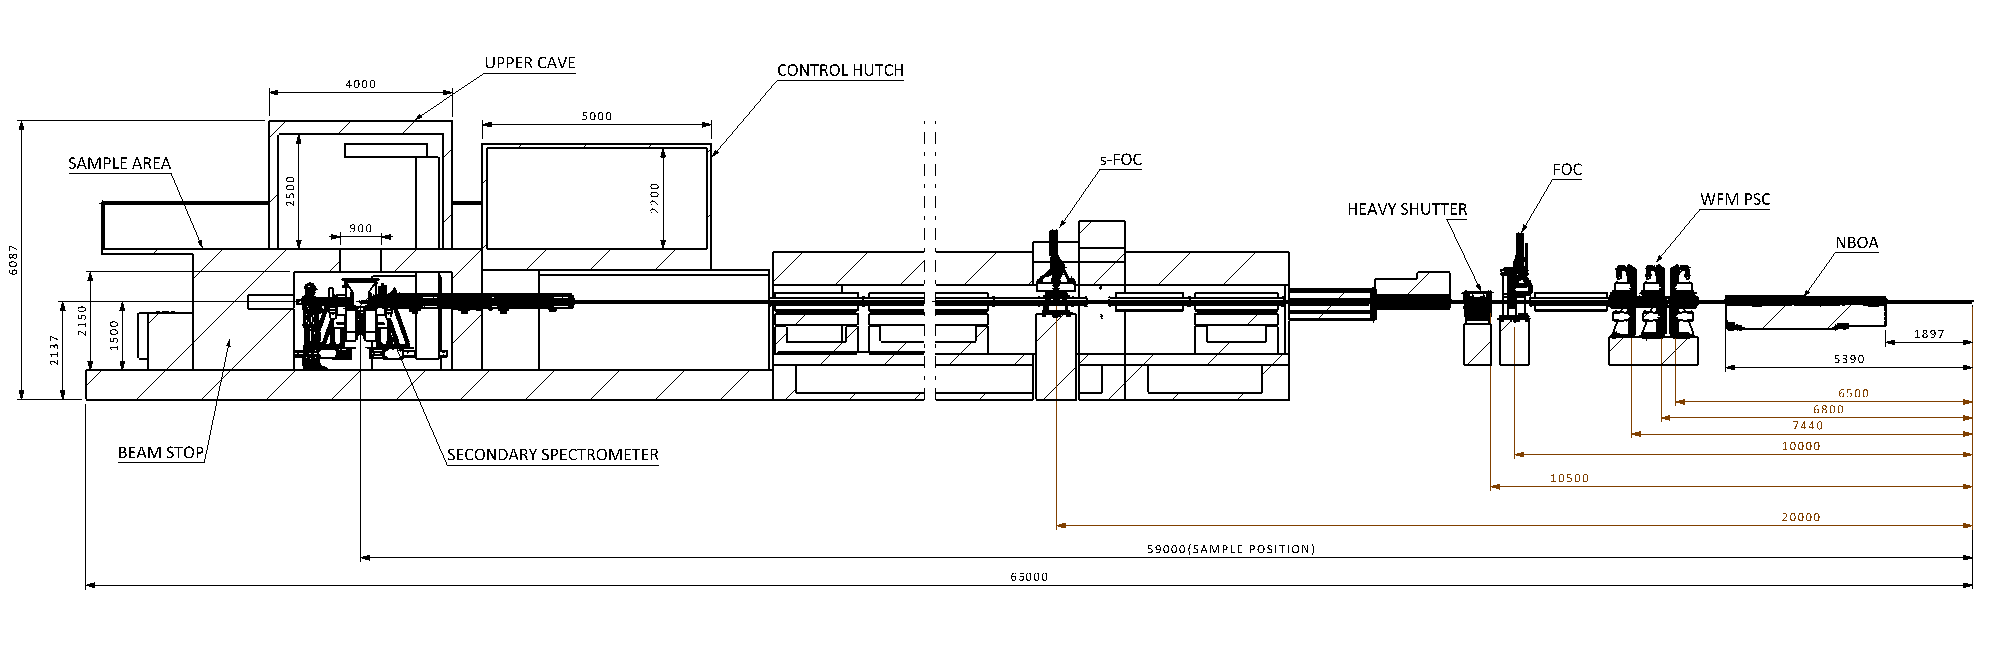 UPPER CAVE
CONTROL HUTCH
4000
5000
SAMPLE AREA
s-FOC
FOC
HEAVY SHUTTER
WFM PSC
NBOA
2500
2200
900
6087
2150
2137
1500
1897
5390
6500
6800
7440
10000
10500
20000
BEAM STOP
SECONDARY SPECTROMETER
59000(SAMPLE POSITION)
65000